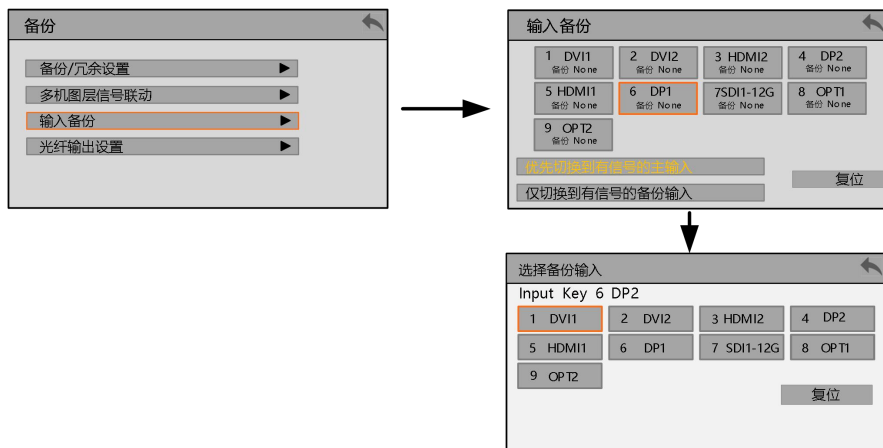 备份
备份/冗余设置
多机图层信号联动
输入备份
光纤输出设置
输入备份
1 DVI1
备份 None
2 DVI2
备份 None
3 HDMI2
备份 None
4 DP2
备份 None
5 HDMI1
备份 None
6 DP1
备份 None
7SDI1-12G
备份 None
8 OPT1
备份 None
9 OPT2
备份 None
优先切换到有信号的主输入
仅切换到有信号的备份输入
复位
选择备份输入
Input Key 6 DP2
1 DVI1
2 DVI2
3 HDMI2
4 DP2
5 HDMI1
6 DP1
7 SDI1-12G
8 OPT1
9 OPT2
复位